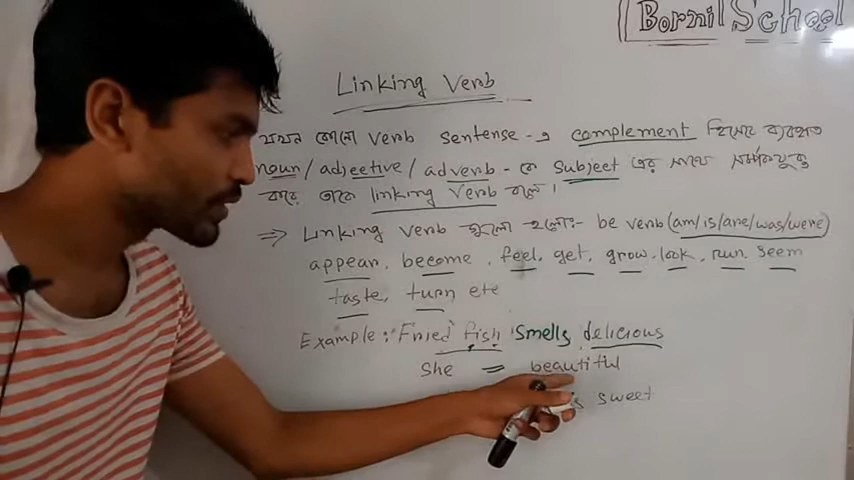 Bornil School
Linking Verb
যখন কোনো verb sentense-এ complement হিসেবে ব্যবহৃত
noun/adjective/adverb-কে subject এর সাথে সম্পর্কযুক্ত
করে তাকে linking verb বলে।
⇒ Linking verb গুলো হলো:- be verb (am/is/are/was/were)
appear, become, feel, get, grow, look, run seem
taste, turn etc
Example: Fried fish smells delicious
She = beautiful
sweet